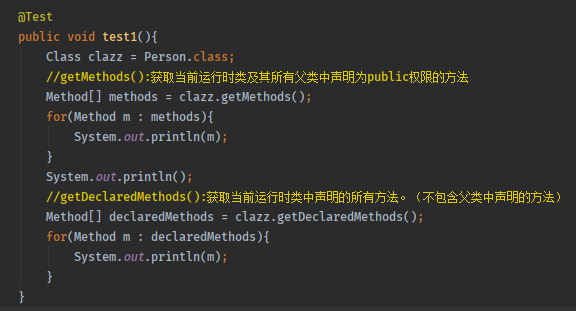 @Test
public void test1(){
Class clazz = Person.class;
//getMethods():获取当前运行时类及其所有父类中声明为public权限的方法
Method[] methods = clazz.getMethods();
for(Method m : methods){
System.out.println(m);
}
System.out.println();
//getDeclaredMethods():获取当前运行时类中声明的所有方法。（不包含父类中声明的方法）
Method[] declaredMethods = clazz.getDeclaredMethods();
for(Method m : declaredMethods){
System.out.println(m);
}
}